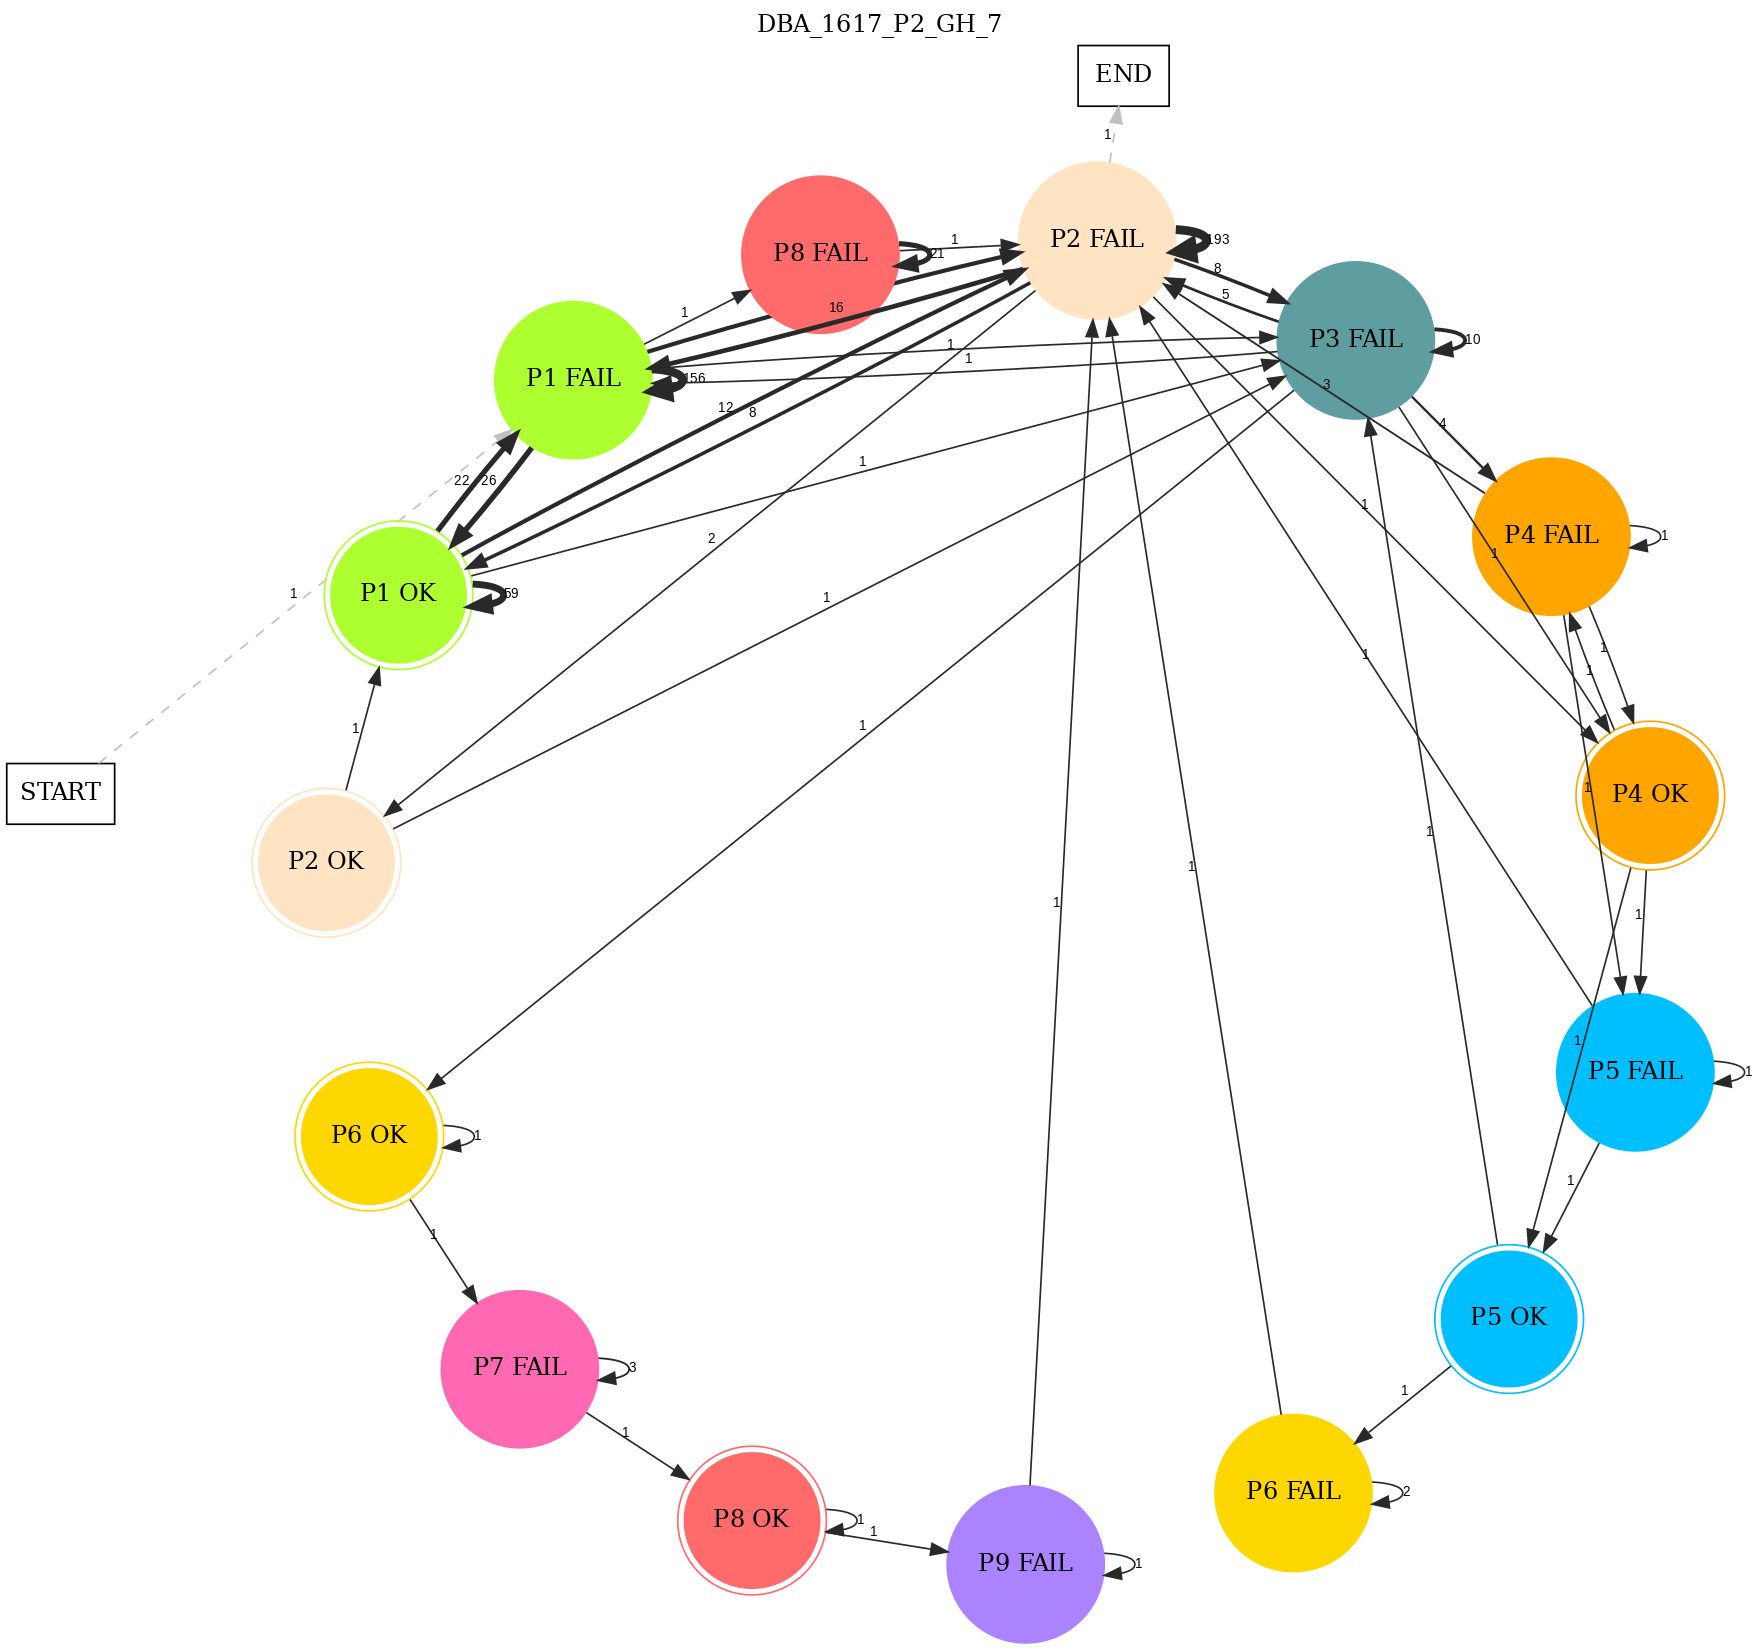 DBA_1617_P2_GH_7
END
1
P8 FAIL
1
21
P2 FAIL
193
8
5
P3 FAIL
10
1
16
P1 FAIL
156
1
1
12
8
3
4
22
26
1
1
P4 FAIL
1
1
2
1
P1 OK
59
1
1
1
1
1
1
START
1
1
P4 OK
1
1
P2 OK
1
1
1
1
P5 FAIL
1
P6 OK
1
1
1
P5 OK
P7 FAIL
3
1
1
P6 FAIL
2
P8 OK
1
1
P9 FAIL
1